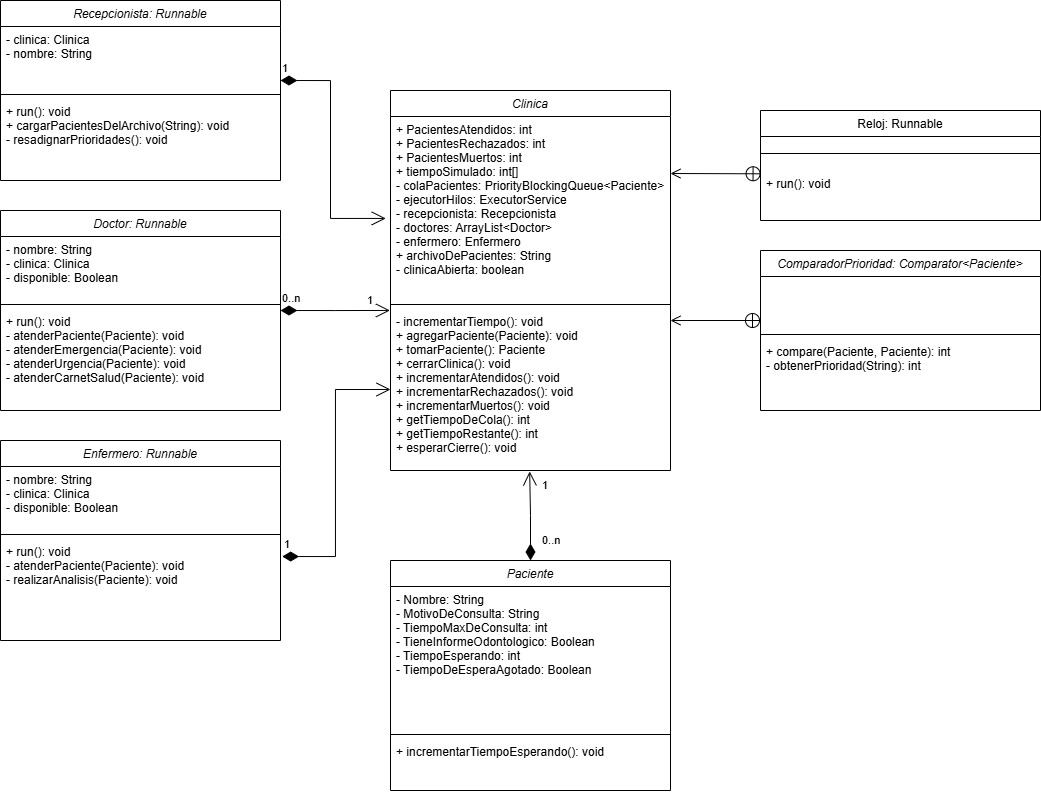 Recepcionista: Runnable
- clinica: Clinica
- nombre: String
+ run(): void
+ cargarPacientesDelArchivo(String): void
- resadignarPrioridades(): void
1
Doctor: Runnable
- nombre: String
- clinica: Clinica
- disponible: Boolean
+ run(): void
- atenderPaciente(Paciente): void
- atenderEmergencia(Paciente): void
- atenderUrgencia(Paciente): void
- atenderCarnetSalud(Paciente): void
0..n
1
Enfermero: Runnable
- nombre: String
- clinica: Clinica
- disponible: Boolean
+ run(): void
- atenderPaciente(Paciente): void
- realizarAnalisis(Paciente): void
1
Clinica
+ PacientesAtendidos: int
+ PacientesRechazados: int
+ PacientesMuertos: int
+ tiempoSimulado: int[]
- colaPacientes: PriorityBlockingQueue<Paciente>
- ejecutorHilos: ExecutorService
- recepcionista: Recepcionista
- doctores: ArrayList<Doctor>
- enfermero: Enfermero
+ archivoDePacientes: String
- clinicaAbierta: boolean
- incrementarTiempo(): void
+ agregarPaciente(Paciente): void
+ tomarPaciente(): Paciente
+ cerrarClinica(): void
+ incrementarAtendidos(): void
+ incrementarRechazados(): void
+ incrementarMuertos(): void
+ getTiempoDeCola(): int
+ getTiempoRestante(): int
+ esperarCierre(): void
1
0..n
Paciente
- Nombre: String
- MotivoDeConsulta: String
- TiempoMaxDeConsulta: int
- TieneInformeOdontologico: Boolean
- TiempoEsperando: int
- TiempoDeEsperaAgotado: Boolean
+ incrementarTiempoEsperando(): void
Reloj: Runnable
+ run(): void
ComparadorPrioridad: Comparator<Paciente>
+ compare(Paciente, Paciente): int
- obtenerPrioridad(String): int